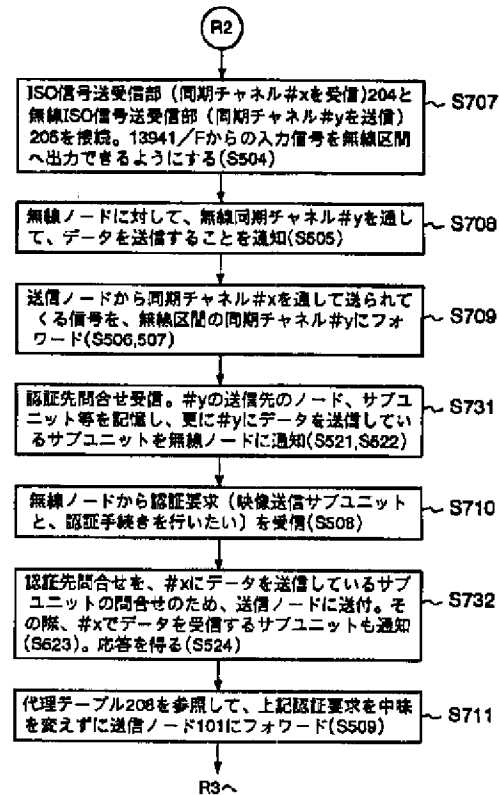 R2
ISO信号送受信部（同期チャネル#xを受信)204と
無線ISO信号送受信部（同期チャネル#yを送信）
205を接続。13941/Fからの入力信号を無線区間
へ出力できるようにする(S504)
S707
無線ノードに対して、無線同期チャネル#yを通し
て、データを送信することを通知(S505)
S708
送信ノードから同期チャネル#xを通して送られて
くる信号を、無線区間の同期チャネル#yにフォ
ワード(S506,507)
S709
認証先問合せ受信。#yの送信先のノード、サブユ
ニット等を記憶し、更に#yにデータを送信してい
るサブユニットを無線ノードに通知(S521,S522)
S731
無線ノードから認証要求（映像送信サブユニット
と、認証手続きを行いたい）を受信(S508)
S710
認証先問合せを、#xにデータを送信しているサブ
ユニットの問合せのため、送信ノードに送付。そ
の際、#xでデータを受信するサブユニットも通知
(S523)。応答を得る(S524)
S732
代理テーブル208を参照して、上記認証要求を中味
を変えずに送信ノード101にフォワード(S509)
S711
R3へ